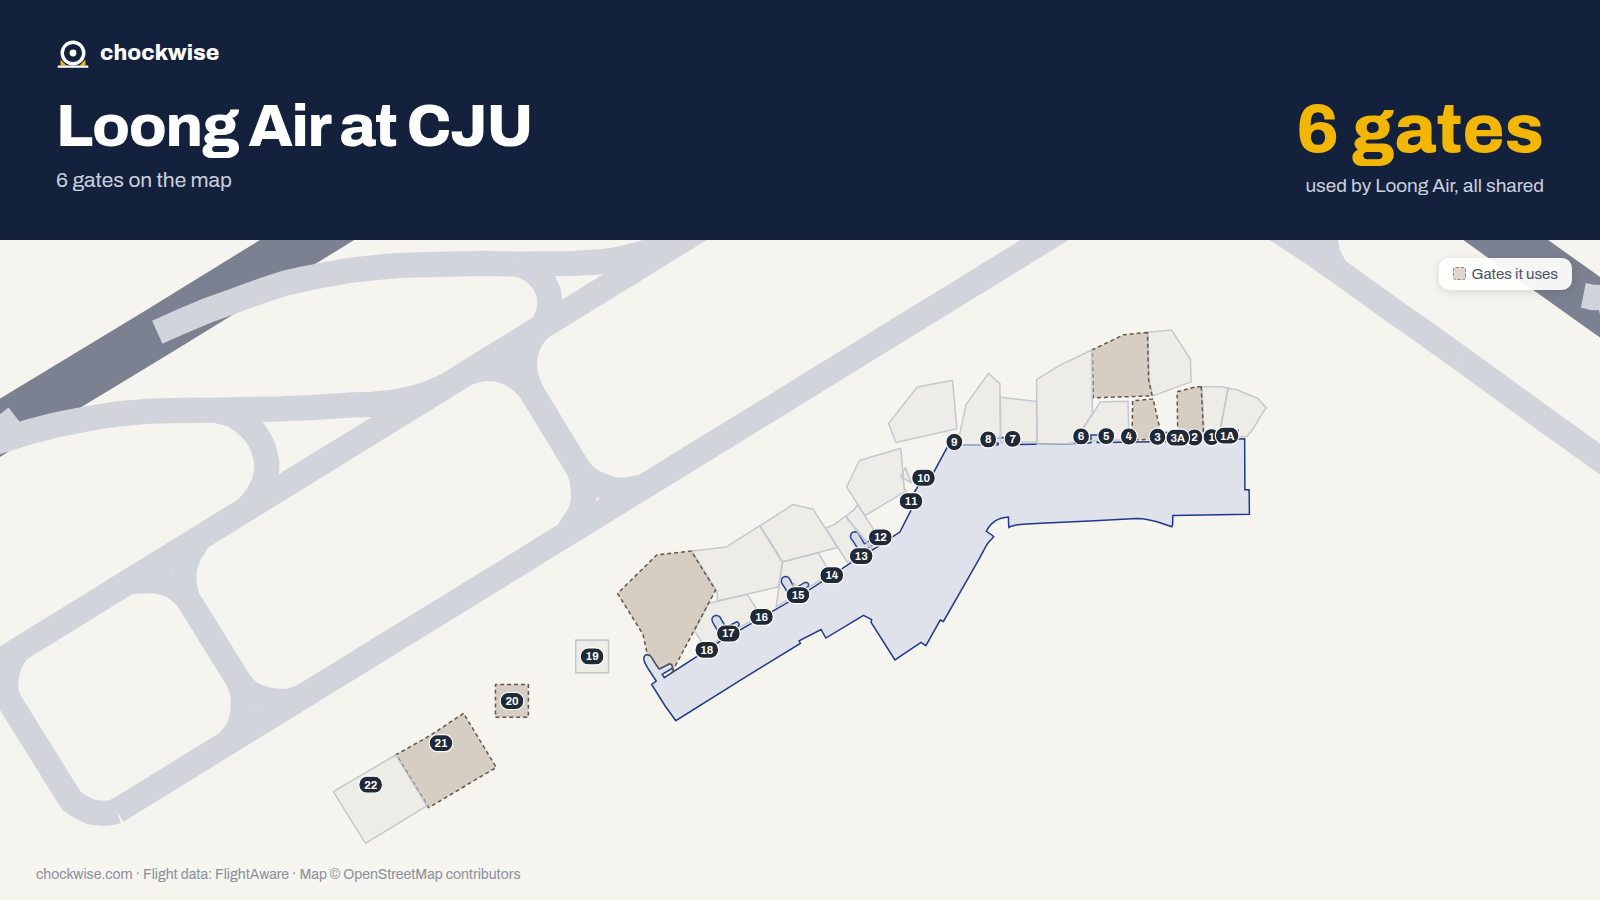 chockwise
Loong Air at CJU
6 gates on the map
6 gates
used by Loong Air, all shared
Gates it uses
9
8
7
6
5
4
3
3A
2
1
1A
10
11
12
13
14
15
16
17
18
19
20
21
22
chockwise.com · Flight data: FlightAware · Map © OpenStreetMap contributors